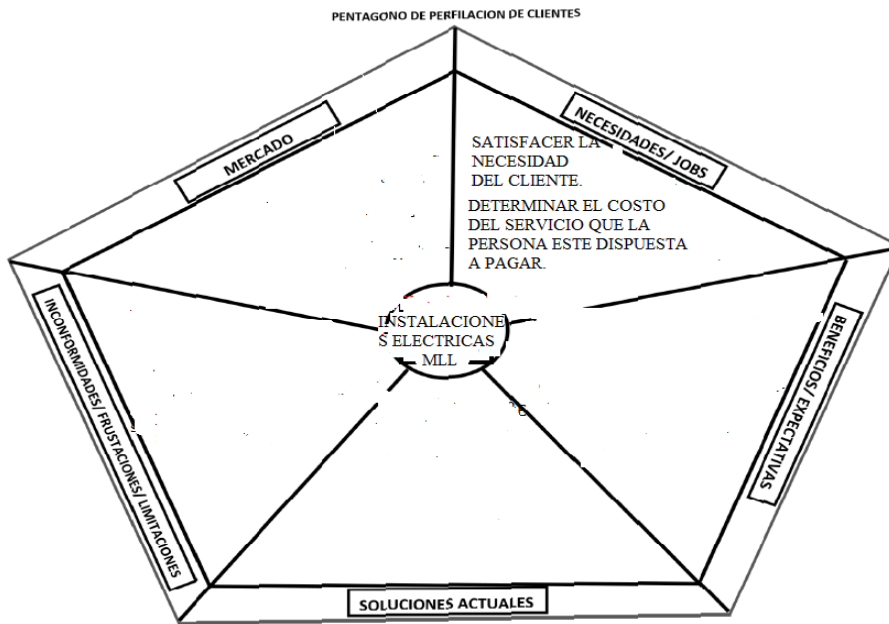 PENTAGONO DE PERFILACION DE CLIENTES
MERCADO
NECESIDADES/ JOBS
SATISFACER LA
NECESIDAD
DEL CLIENTE.
DETERMINAR EL COSTO
DEL SERVICIO QUE LA
PERSONA ESTE DISPUESTA
A PAGAR.
INSTALACIONE
S ELECTRICAS
MLL
INCONFORMIDADES/ FRUSTACIONES/ LIMITACIONES
BENEFICIOS/ EXPECTATIVAS
SOLUCIONES ACTUALES